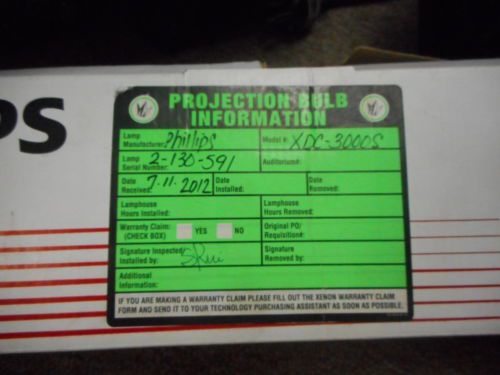 PS
PROJECTION BULB
INFORMATION
Lamp
Manufacturer: Phillips
Model #: XDC-3000S
Lamp
Serial Number: 2-130-591
Auditorium#:
Date
Received: 7.11.2012
Date
Installed:
Date
Removed:
Lamphouse
Hours Installed:
Lamphouse
Hours Removed:
Warranty Claim:
(CHECK BOX) YES NO
Original PO/
Requisition#:
Signature Inspected/
Installed by:
Signature
Removed by:
Additional
Information:
IF YOU ARE MAKING A WARRANTY CLAIM PLEASE FILL OUT THE XENON WARRANTY CLAIM
FORM AND SEND IT TO YOUR TECHNOLOGY PURCHASING ASSISTANT AS SOON AS POSSIBLE.